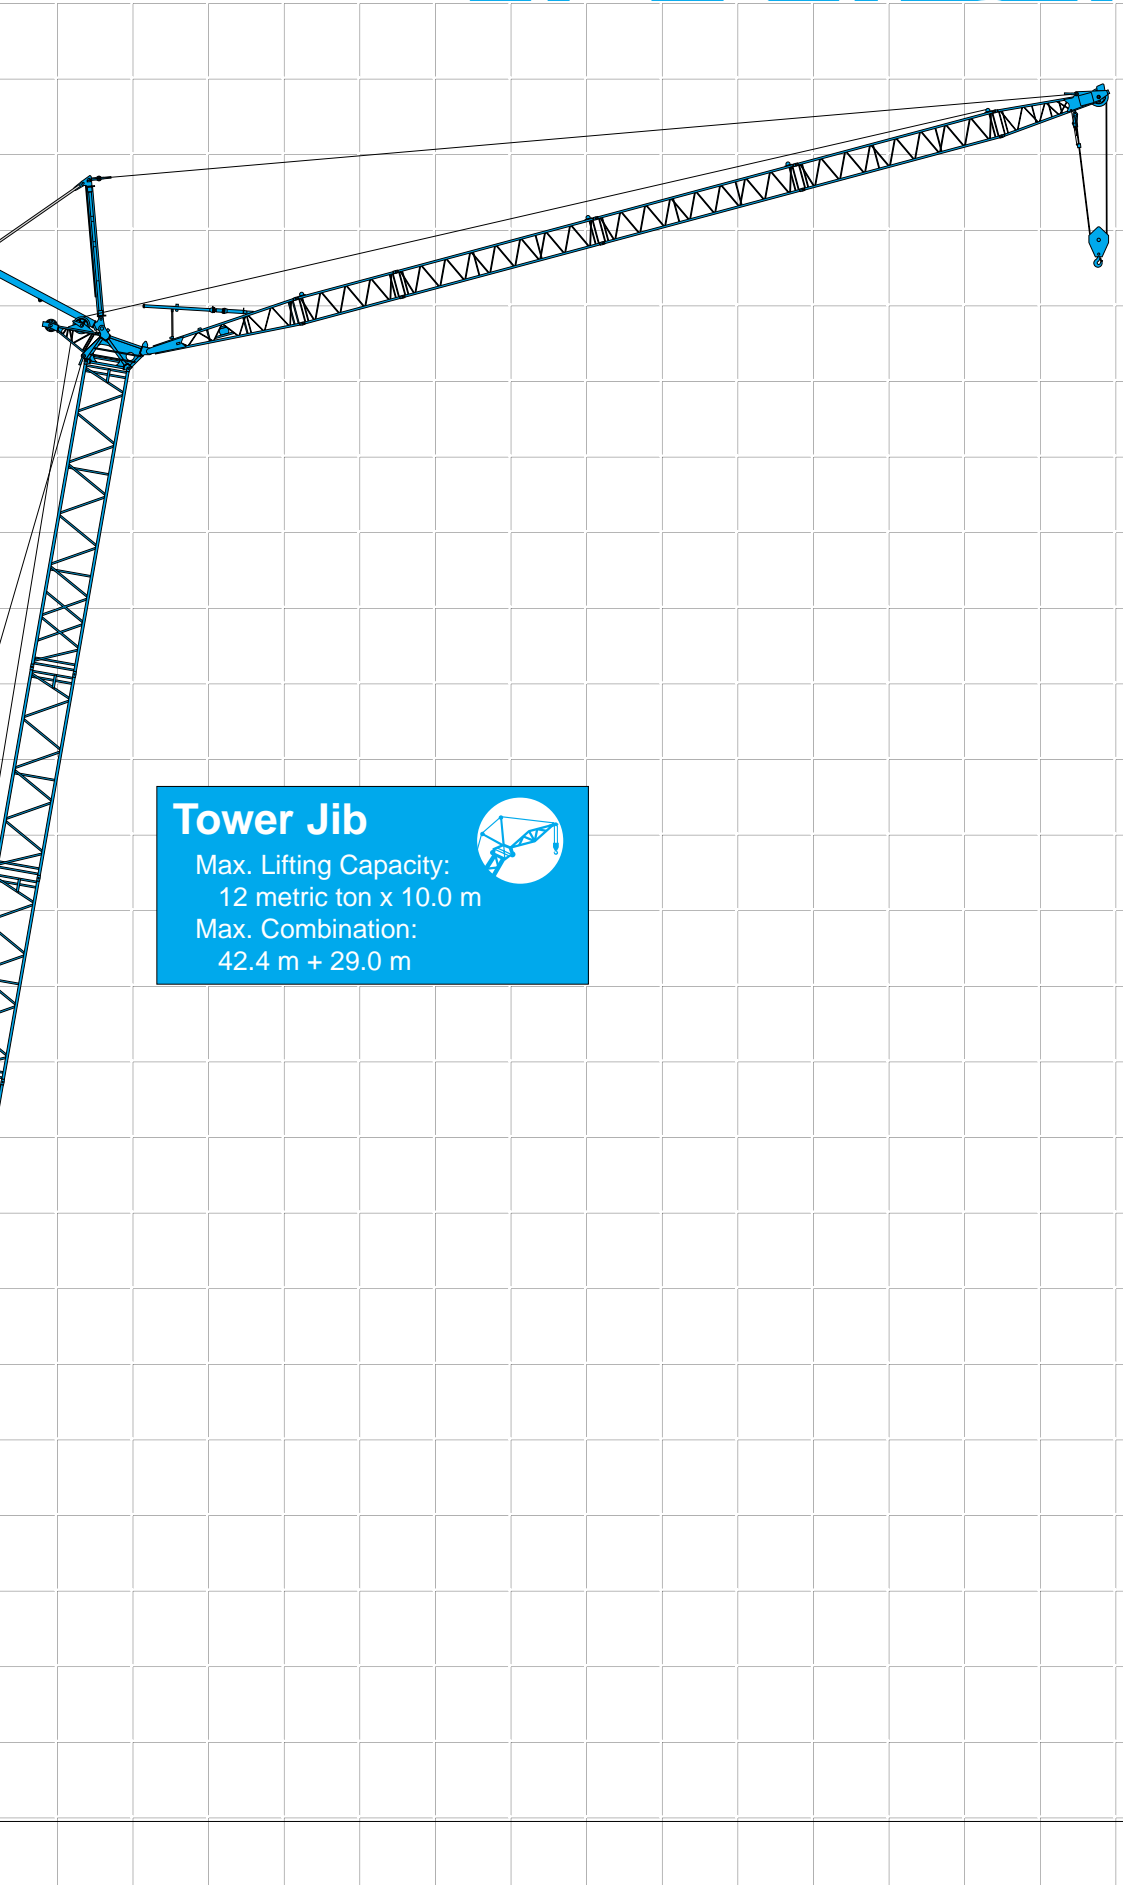 Tower Jib
Max. Lifting Capacity:
12 metric ton x 10.0 m
Max. Combination:
42.4 m + 29.0 m